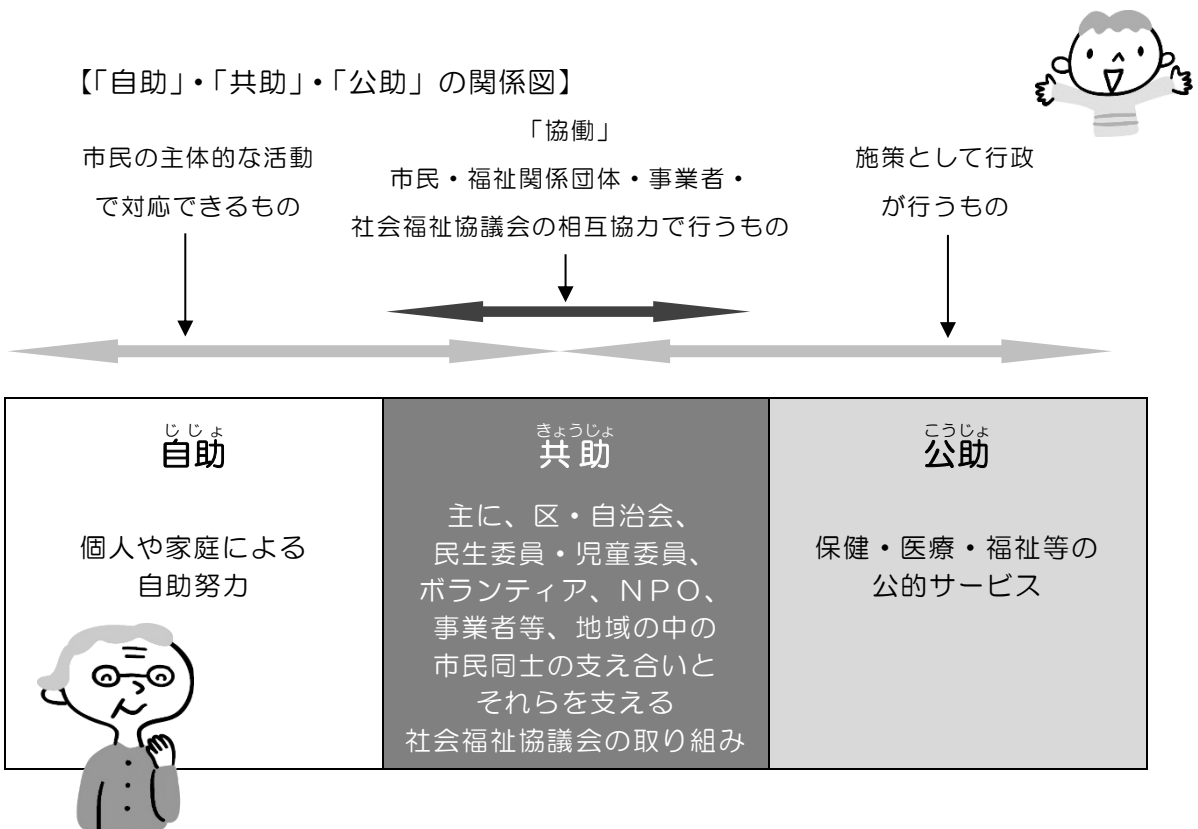 【「自助」・「共助」・「公助」の関係図】
市民の主体的な活動
で対応できるもの
「協働」
市民・福祉関係団体・事業者・
社会福祉協議会の相互協力で行うもの
施策として行政
が行うもの
じじょ
自助
個人や家庭による
自助努力
きょうじょ
共助
主に、区・自治会、
民生委員・児童委員、
ボランティア、ＮＰＯ、
事業者等、地域の中の
市民同士の支え合いと
それらを支える
社会福祉協議会の取り組み
こうじょ
公助
保健・医療・福祉等の
公的サービス